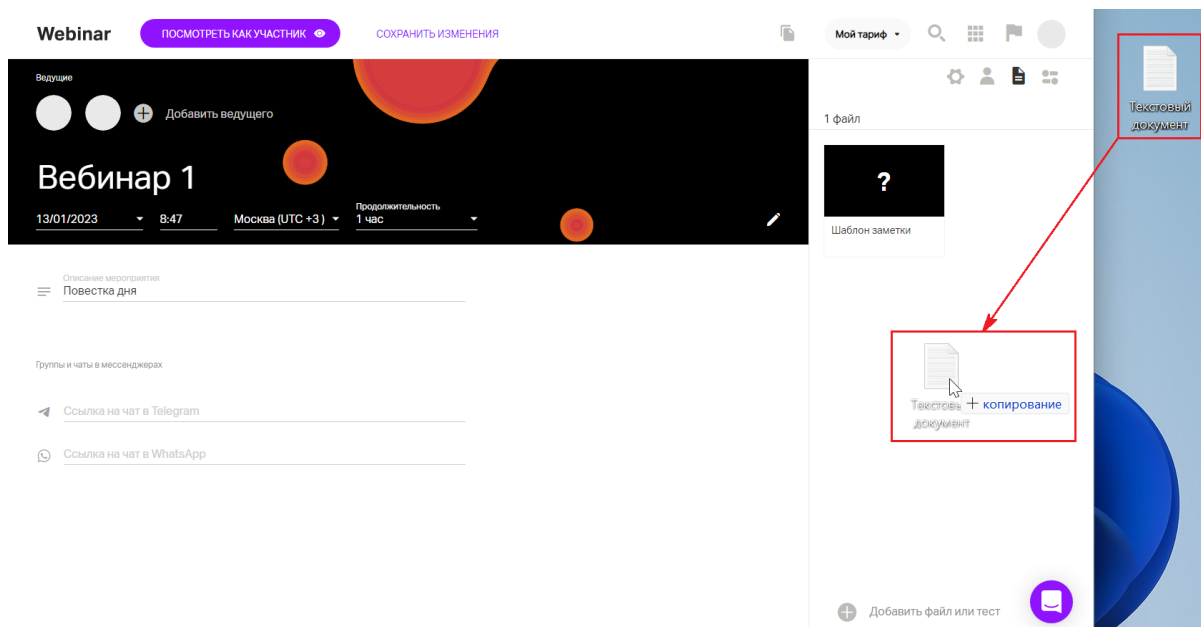 Webinar
ПОСМОТРЕТЬ КАК УЧАСТНИК
СОХРАНИТЬ ИЗМЕНЕНИЯ
Мой тариф
Ведущие
Добавить ведущего
Вебинар 1
Продолжительность
13/01/2023
8:47
Москва (UTC +3 )
1 час
Описание мероприятия
Повестка дня
Группы и чаты в мессенджерах
Ссылка на чат в Telegram
Ссылка на чат в WhatsApp
1 файл
?
Шаблон заметки
Текстовы
документ
+ копирование
Добавить файл или тест
Текстовый
документ